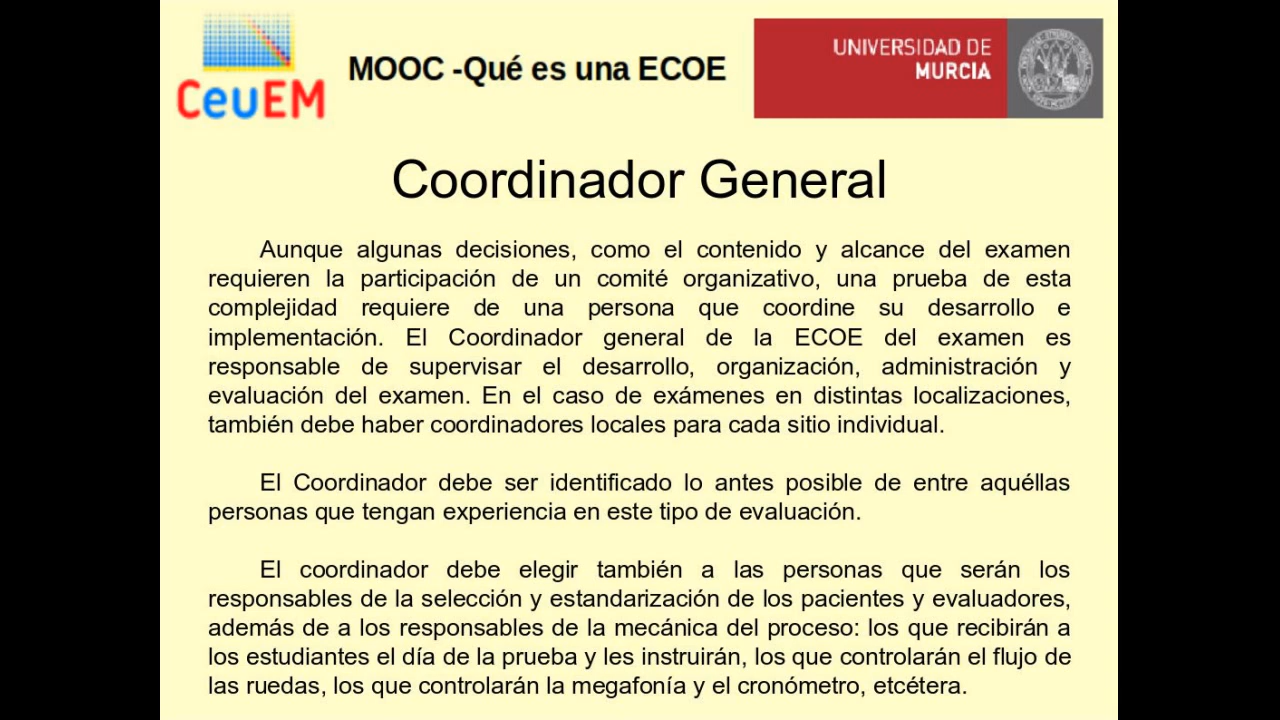 CeuEM
MOOC -Qué es una ECOE
UNIVERSIDAD DE
MURCIA
Coordinador General
Aunque algunas decisiones, como el contenido y alcance del examen
requieren la participación de un comité organizativo, una prueba de esta
complejidad requiere de una persona que coordine su desarrollo e
implementación. El Coordinador general de la ECOE del examen es
responsable de supervisar el desarrollo, organización, administración y
evaluación del examen. En el caso de exámenes en distintas localizaciones,
también debe haber coordinadores locales para cada sitio individual.
El Coordinador debe ser identificado lo antes posible de entre aquéllas
personas que tengan experiencia en este tipo de evaluación.
El coordinador debe elegir también a las personas que serán los
responsables de la selección y estandarización de los pacientes y evaluadores,
además de a los responsables de la mecánica del proceso: los que recibirán a
los estudiantes el día de la prueba y les instruirán, los que controlarán el flujo de
las ruedas, los que controlarán la megafonía y el cronómetro, etcétera.